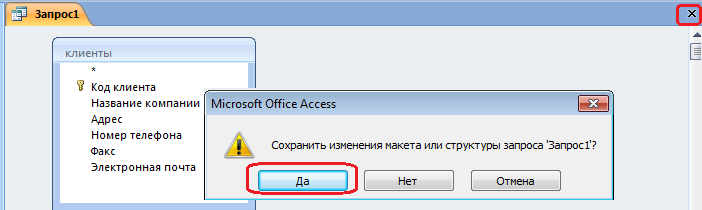 Запрос1
клиенты
*
Код клиента
Название компании
Адрес
Номер телефона
Факс
Электронная почта
Microsoft Office Access
Сохранить изменения макета или структуры запроса 'Запрос1'?
Да Нет Отмена